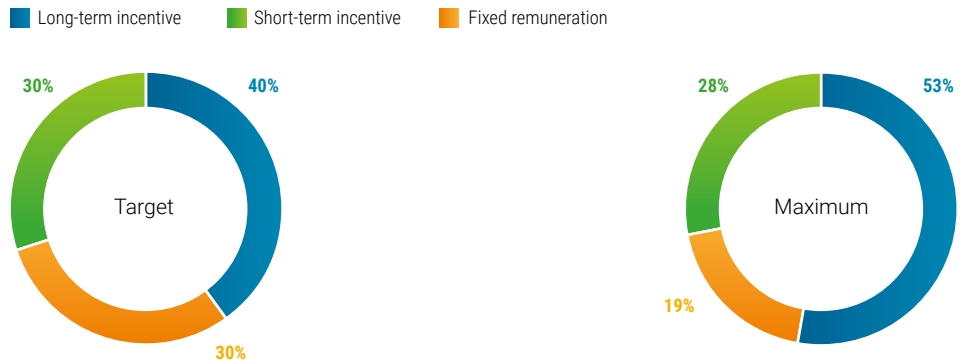 Long-term incentive Short-term incentive Fixed remuneration
30% 40%
Target
30%
28% 53%
Maximum
19%